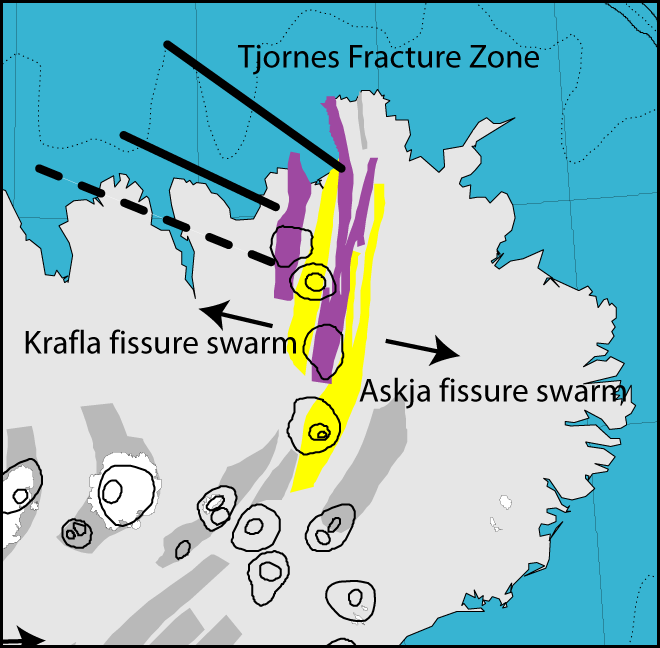 Tjornes Fracture Zone
Krafla fissure swarm
Askja fissure swarm